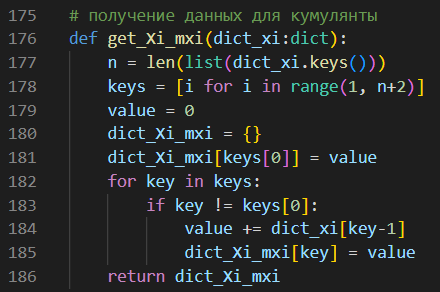 175 # получение данных для кумулянты
176 def get_Xi_mxi(dict_xi:dict):
177     n = len(list(dict_xi.keys()))
178     keys = [i for i in range(1, n+2)]
179     value = 0
180     dict_Xi_mxi = {}
181     dict_Xi_mxi[keys[0]] = value
182     for key in keys:
183         if key != keys[0]:
184             value += dict_xi[key-1]
185             dict_Xi_mxi[key] = value
186     return dict_Xi_mxi